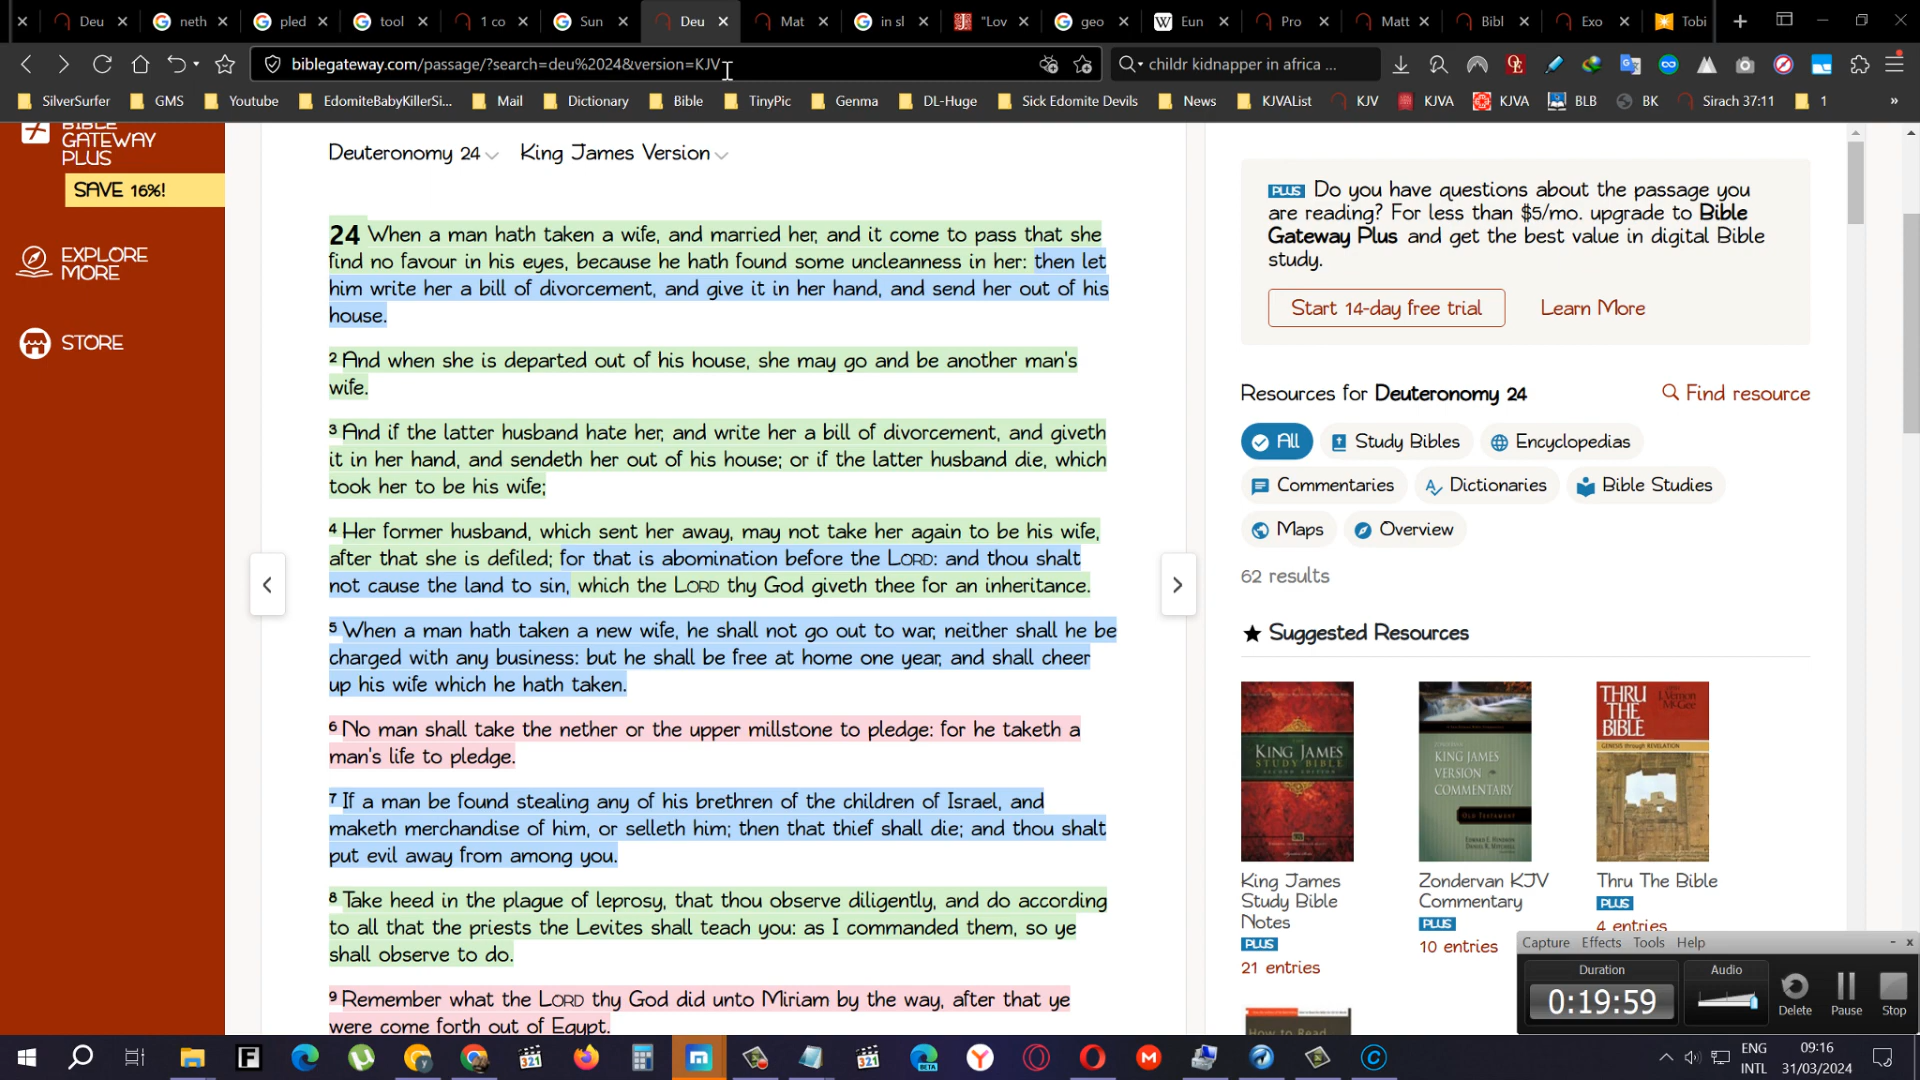 Deu
neth
pled
tool
1 co
Sun
Deu
Mat
in sl
"Lov
geo
Eun
Pro
Matt
Bibl
Exo
Tobi
biblegateway.com/passage/?search=deu%2024&version=KJV
childr kidnapper in africa ...
SilverSurfer
GMS
Youtube
EdomiteBabyKillerSi...
Mail
Dictionary
Bible
TinyPic
Genma
DL-Huge
Sick Edomite Devils
News
KJVAList
KJV
KJVA
KJVA
BLB
BK
Sirach 37:11
1
BIBLE
GATEWAY
PLUS
SAVE 16%!
EXPLORE
MORE
STORE
Deuteronomy 24 King James Version
24 When a man hath taken a wife, and married her, and it come to pass that she
find no favour in his eyes, because he hath found some uncleanness in her: then let
him write her a bill of divorcement, and give it in her hand, and send her out of his
house.
2 And when she is departed out of his house, she may go and be another man's
wife.
3 And if the latter husband hate her, and write her a bill of divorcement, and giveth
it in her hand, and sendeth her out of his house; or if the latter husband die, which
took her to be his wife;
4 Her former husband, which sent her away, may not take her again to be his wife,
after that she is defiled; for that is abomination before the LORD: and thou shalt
not cause the land to sin, which the LORD thy God giveth thee for an inheritance.
5 When a man hath taken a new wife, he shall not go out to war, neither shall he be
charged with any business: but he shall be free at home one year, and shall cheer
up his wife which he hath taken.
6 No man shall take the nether or the upper millstone to pledge: for he taketh a
man's life to pledge.
7 If a man be found stealing any of his brethren of the children of Israel, and
maketh merchandise of him, or selleth him; then that thief shall die; and thou shalt
put evil away from among you.
8 Take heed in the plague of leprosy, that thou observe diligently, and do according
to all that the priests the Levites shall teach you: as I commanded them, so ye
shall observe to do.
9 Remember what the LORD thy God did unto Miriam by the way, after that ye
were come forth out of Egypt.
PLUS Do you have questions about the passage you
are reading? For less than $5/mo. upgrade to Bible
Gateway Plus and get the best value in digital Bible
study.
Start 14-day free trial
Learn More
Resources for Deuteronomy 24
Find resource
All
Study Bibles
Encyclopedias
Commentaries
Dictionaries
Bible Studies
Maps
Overview
62 results
Suggested Resources
KING JAMES
STUDY BIBLE
KING JAMES
VERSION
COMMENTARY
THRU
THE
BIBLE
J. Vernon
McGee
GENESIS through REVELATION
King James
Study Bible
Notes
PLUS
21 entries
Zondervan KJV
Commentary
PLUS
10 entries
Thru The Bible
PLUS
4 entries
How to Read
Capture Effects Tools Help
Duration
0:19:59
Audio
Delete
Pause
Stop
321
321
BETA
ENG
INTL
09:16
31/03/2024